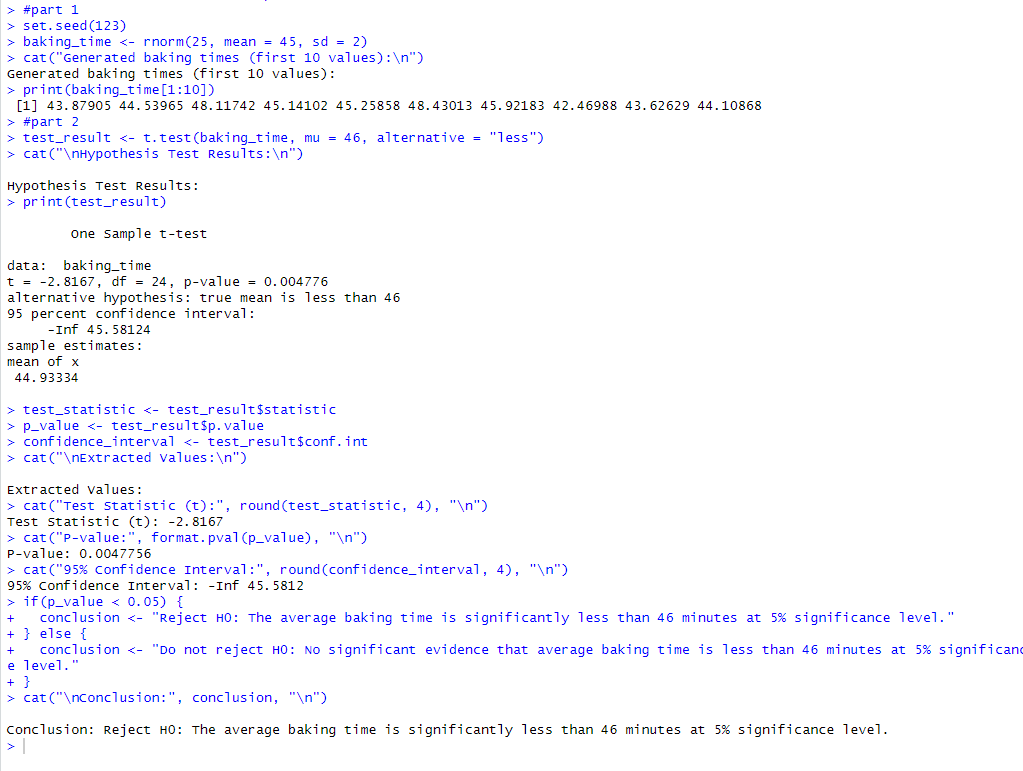 > #part 1
> set.seed(123)
> baking_time <- rnorm(25, mean = 45, sd = 2)
> cat("Generated baking times (first 10 values):\n")
Generated baking times (first 10 values):
> print(baking_time[1:10])
 [1] 43.87905 44.53965 48.11742 45.14102 45.25858 48.43013 45.92183 42.46988 43.62629 44.10868
> #part 2
> test_result <- t.test(baking_time, mu = 46, alternative = "less")
> cat("\nHypothesis Test Results:\n")

Hypothesis Test Results:
> print(test_result)

        One Sample t-test

data:  baking_time
t = -2.8167, df = 24, p-value = 0.004776
alternative hypothesis: true mean is less than 46
95 percent confidence interval:
     -Inf 45.58124
sample estimates:
mean of x
 44.93334

> test_statistic <- test_result$statistic
> p_value <- test_result$p.value
> confidence_interval <- test_result$conf.int
> cat("\nExtracted Values:\n")

Extracted Values:
> cat("Test Statistic (t):", round(test_statistic, 4), "\n")
Test Statistic (t): -2.8167
> cat("P-value:", format.pval(p_value), "\n")
P-value: 0.0047756
> cat("95% Confidence Interval:", round(confidence_interval, 4), "\n")
95% Confidence Interval: -Inf 45.5812
> if(p_value < 0.05) {
+   conclusion <- "Reject H0: The average baking time is significantly less than 46 minutes at 5% significance level."
+ } else {
+   conclusion <- "Do not reject H0: No significant evidence that average baking time is less than 46 minutes at 5% significanc
e level."
+ }
> cat("\nConclusion:", conclusion, "\n")

Conclusion: Reject H0: The average baking time is significantly less than 46 minutes at 5% significance level.
>